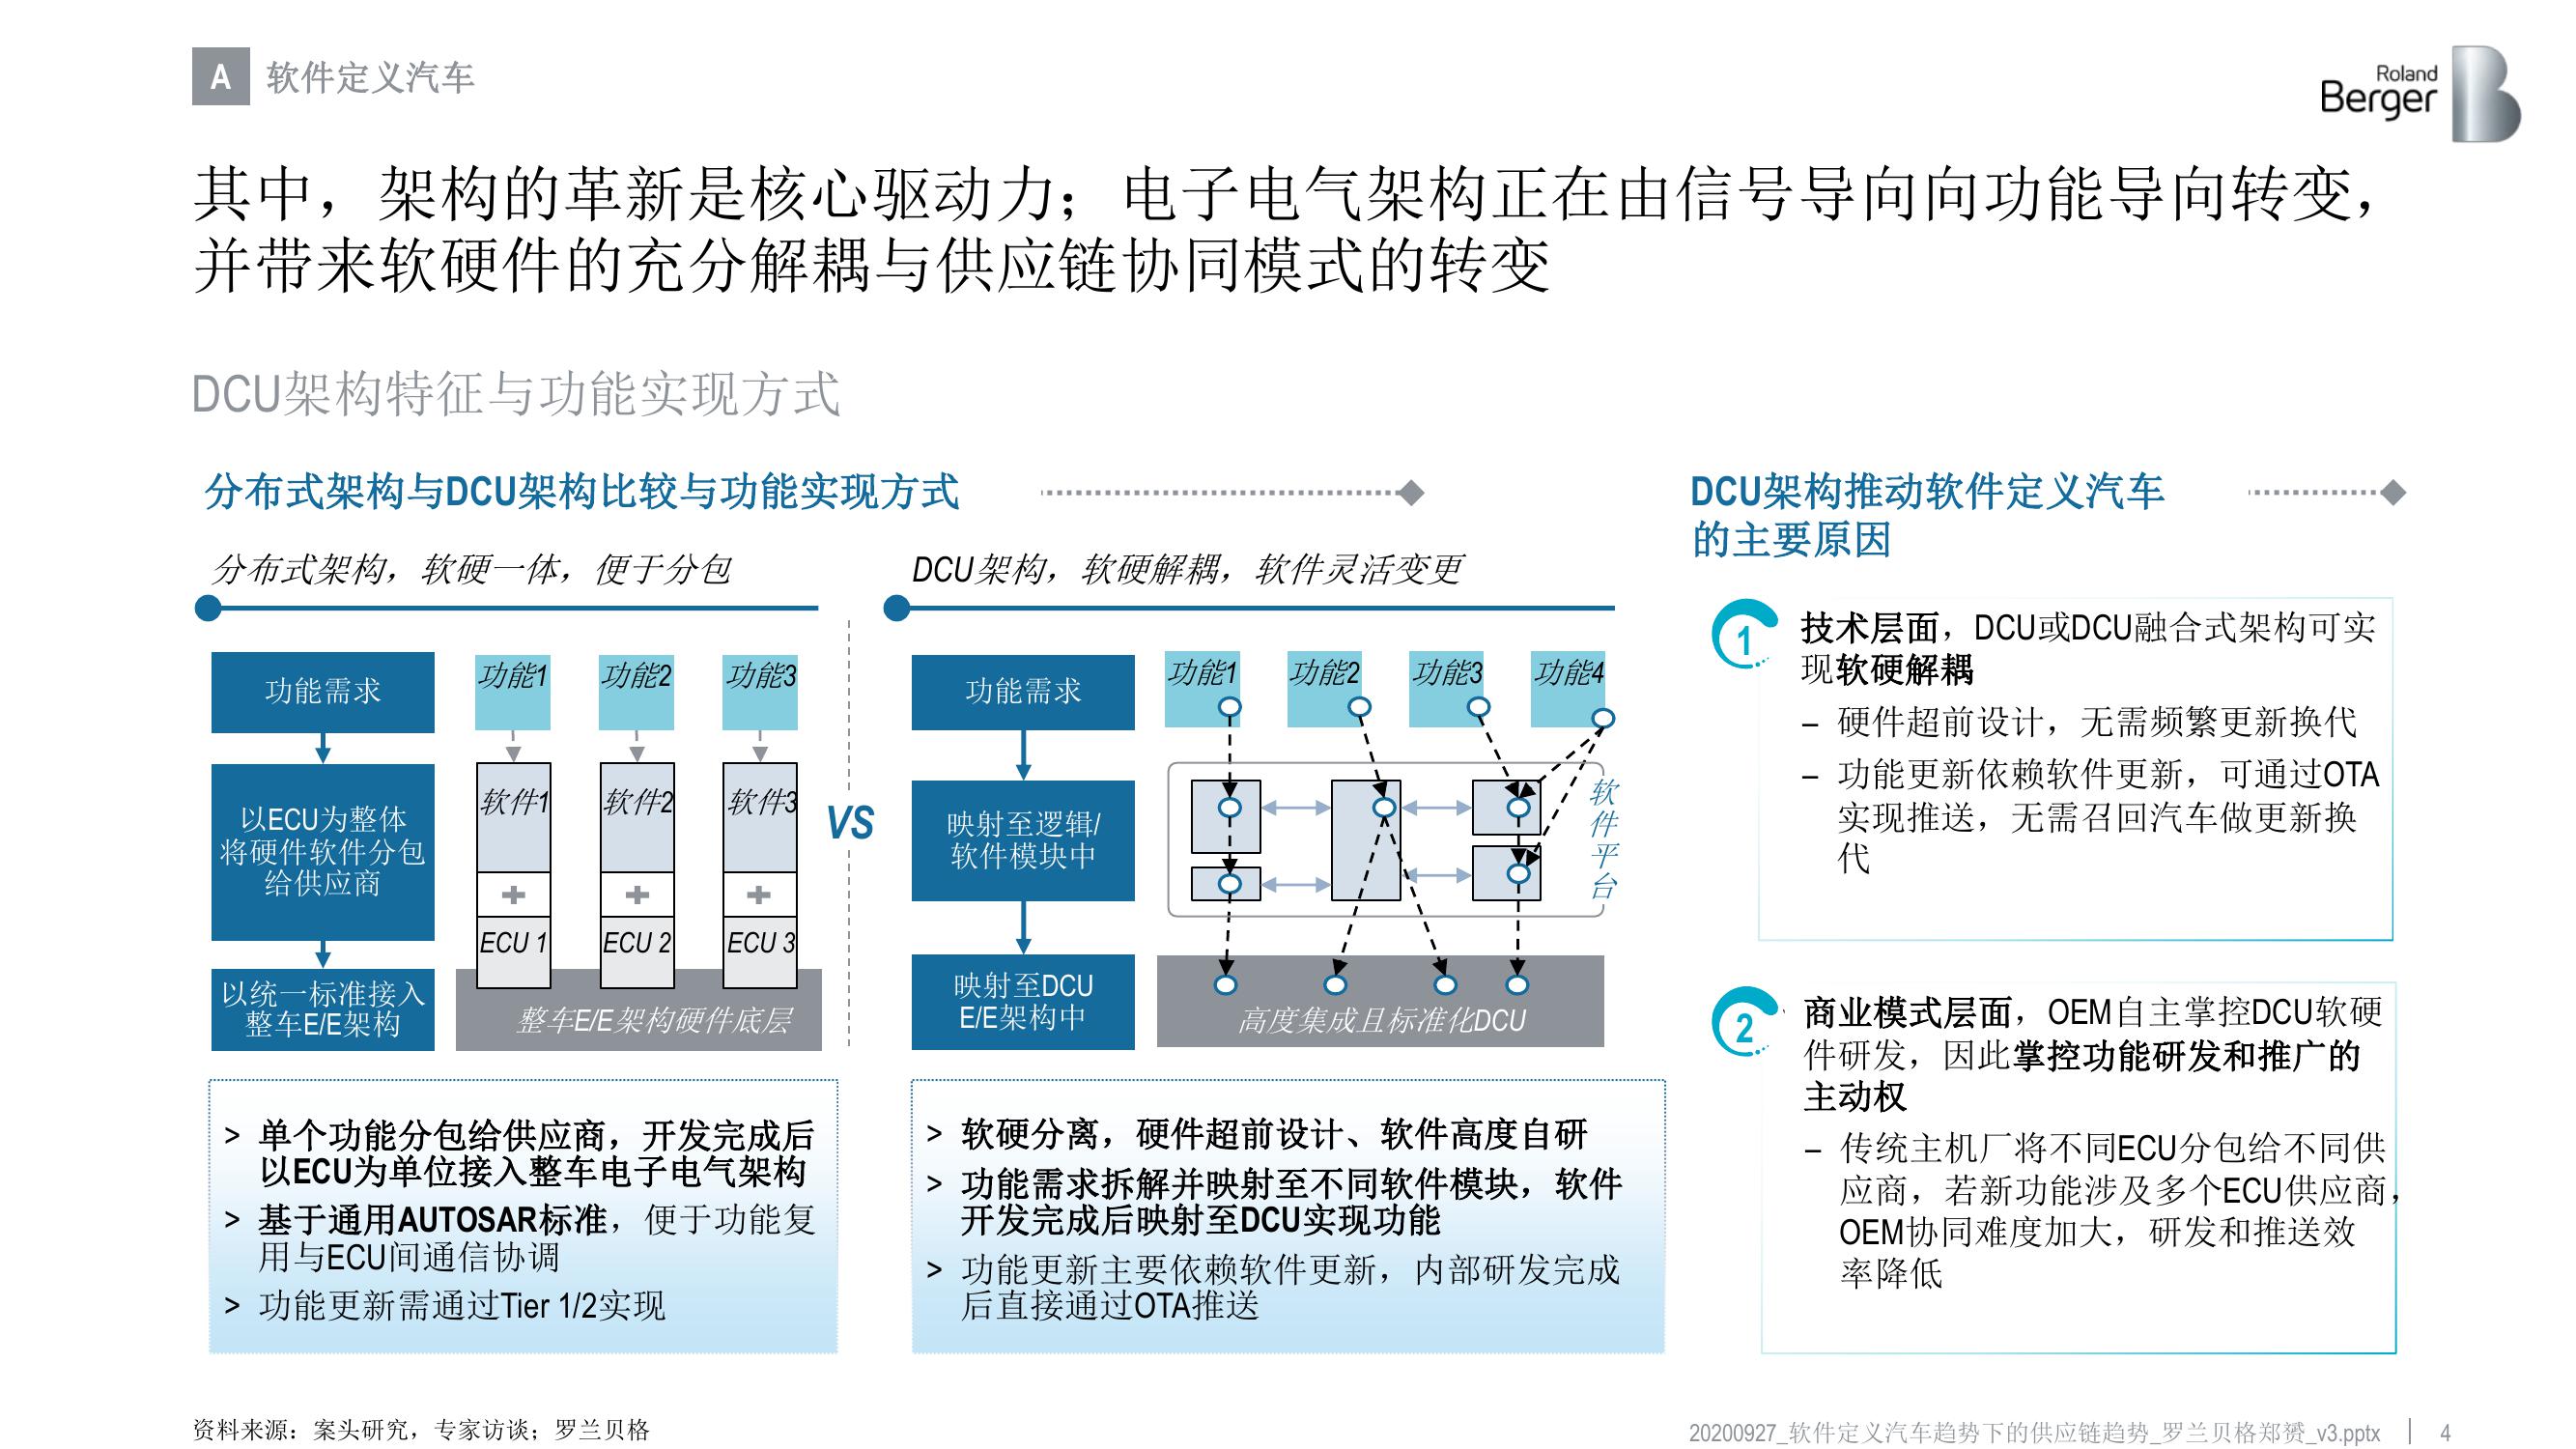 A 软件定义汽车
Roland
Berger
其中，架构的革新是核心驱动力；电子电气架构正在由信号导向向功能导向转变，
并带来软硬件的充分解耦与供应链协同模式的转变
DCU架构特征与功能实现方式
分布式架构与DCU架构比较与功能实现方式
分布式架构，软硬一体，便于分包
功能需求
功能1 功能2 功能3
以ECU为整体
将硬件软件分包
给供应商
软件1 软件2 软件3
ECU 1 ECU 2 ECU 3
以统一标准接入
整车E/E架构
整车E/E架构硬件底层
VS
DCU架构，软硬解耦，软件灵活变更
功能需求
功能1 功能2 功能3 功能4
映射至逻辑/
软件模块中
软件平台
映射至DCU
E/E架构中
高度集成且标准化DCU
> 单个功能分包给供应商，开发完成后
以ECU为单位接入整车电子电气架构
> 基于通用AUTOSAR标准，便于功能复
用与ECU间通信协调
> 功能更新需通过Tier 1/2实现
> 软硬分离，硬件超前设计、软件高度自研
> 功能需求拆解并映射至不同软件模块，软件
开发完成后映射至DCU实现功能
> 功能更新主要依赖软件更新，内部研发完成
后直接通过OTA推送
DCU架构推动软件定义汽车
的主要原因
1 技术层面，DCU或DCU融合式架构可实
现软硬解耦
– 硬件超前设计，无需频繁更新换代
– 功能更新依赖软件更新，可通过OTA
实现推送，无需召回汽车做更新换
代
2 商业模式层面，OEM自主掌控DCU软硬
件研发，因此掌控功能研发和推广的
主动权
– 传统主机厂将不同ECU分包给不同供
应商，若新功能涉及多个ECU供应商，
OEM协同难度加大，研发和推送效
率降低
资料来源：案头研究，专家访谈；罗兰贝格
20200927_软件定义汽车趋势下的供应链趋势_罗兰贝格郑赟_v3.pptx 4